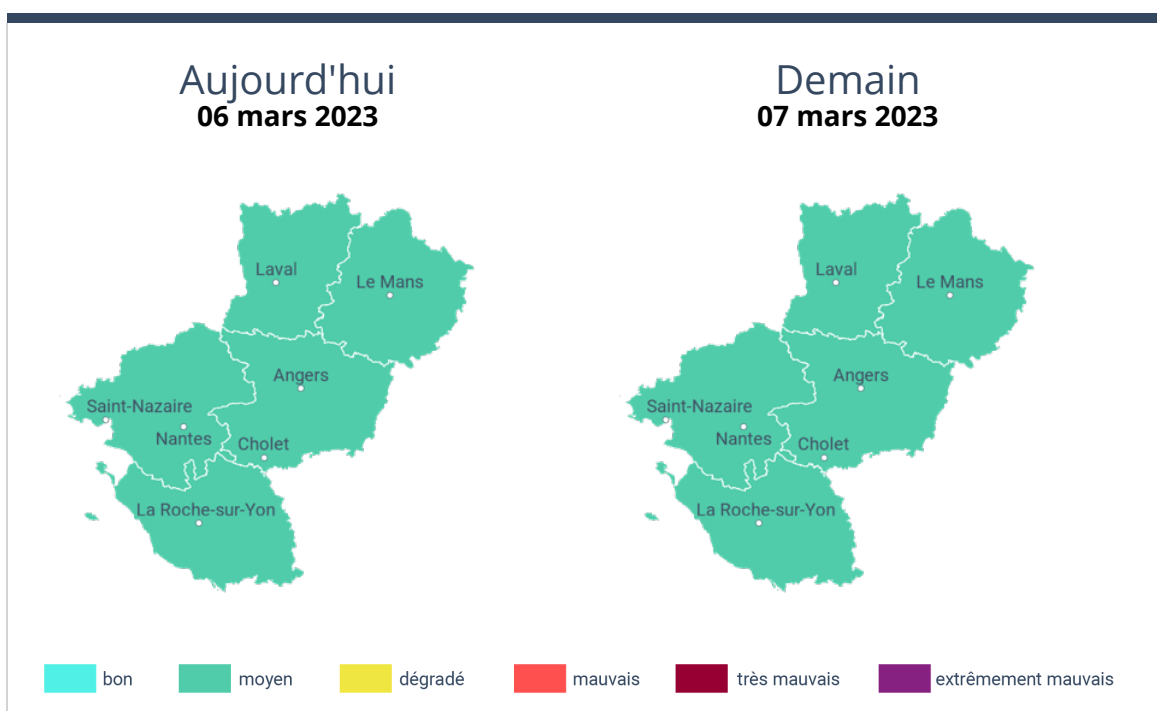 Aujourd'hui
06 mars 2023
Laval
Le Mans
Angers
Saint-Nazaire
Nantes
Cholet
La Roche-sur-Yon
Demain
07 mars 2023
Laval
Le Mans
Angers
Saint-Nazaire
Nantes
Cholet
La Roche-sur-Yon
bon moyen dégradé mauvais très mauvais extrêmement mauvais